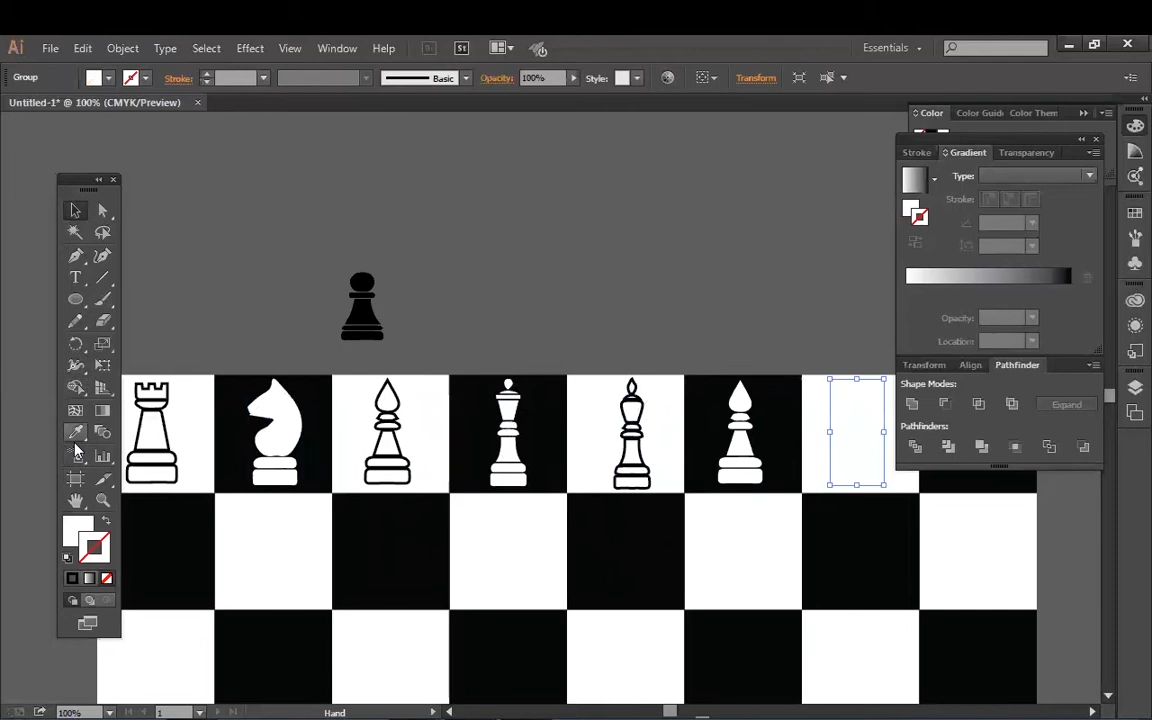 Ai File Edit Object Type Select Effect View Window Help Br St Essentials
Group Stroke: Basic Opacity: 100% Style: Transform
Untitled-1* @ 100% (CMYK/Preview) ×
Color Color Guid Color Them
Stroke Gradient Transparency
Type:
Stroke:
Opacity:
Location:
Transform Align Pathfinder
Shape Modes:
Expand
Pathfinders:
100% 1 Hand